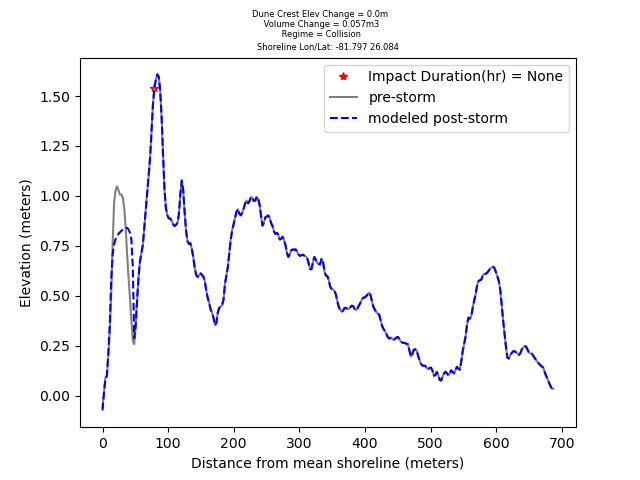 Dune Crest Elev Change = 0.0m
Volume Change = 0.057m3
Regime = Collision
Shoreline Lon/Lat: -81.797 26.084
Impact Duration(hr) = None
pre-storm
modeled post-storm
1.50
1.25
1.00
0.75
0.50
0.25
0.00
Elevation (meters)
0 100 200 300 400 500 600 700
Distance from mean shoreline (meters)